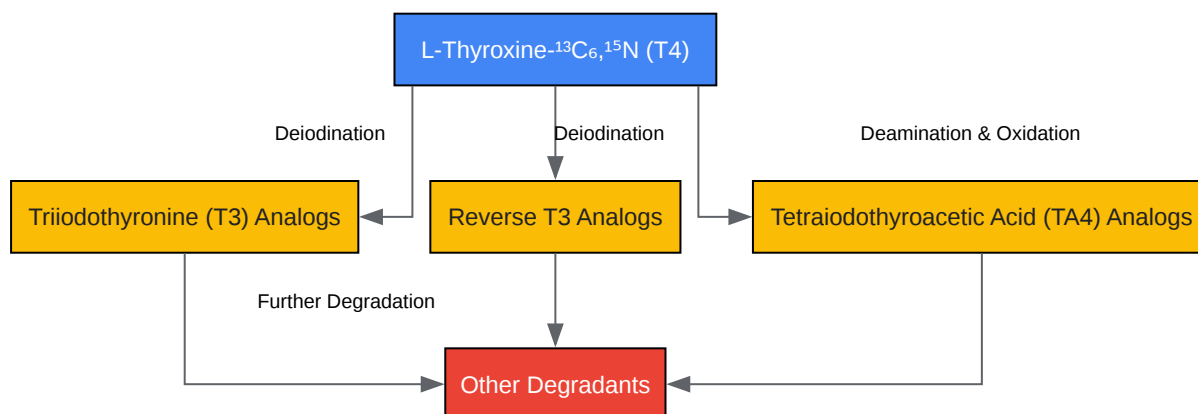 L-Thyroxine-¹³C₆,¹⁵N (T4)
Deiodination
Deiodination
Deamination & Oxidation
Triiodothyronine (T3) Analogs
Reverse T3 Analogs
Tetraiodothyroacetic Acid (TA4) Analogs
Further Degradation
Other Degradants